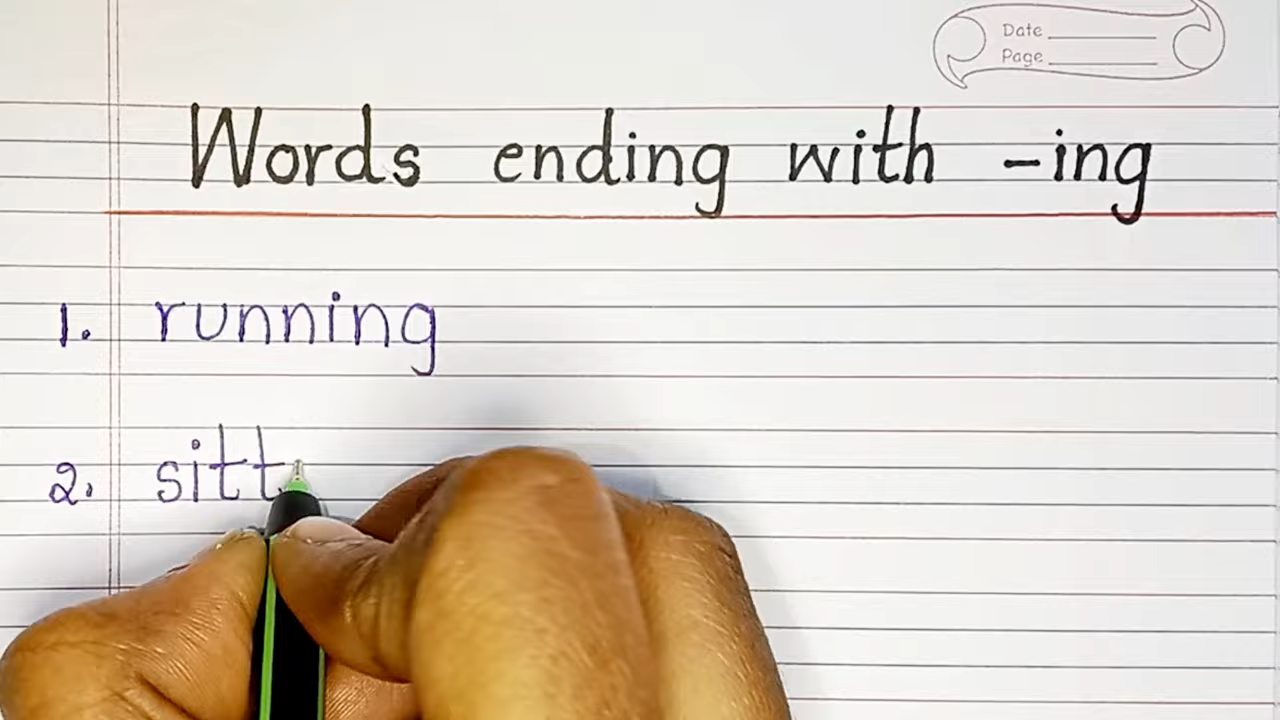 Date
Page
Words ending with -ing
1. running
2. sitt